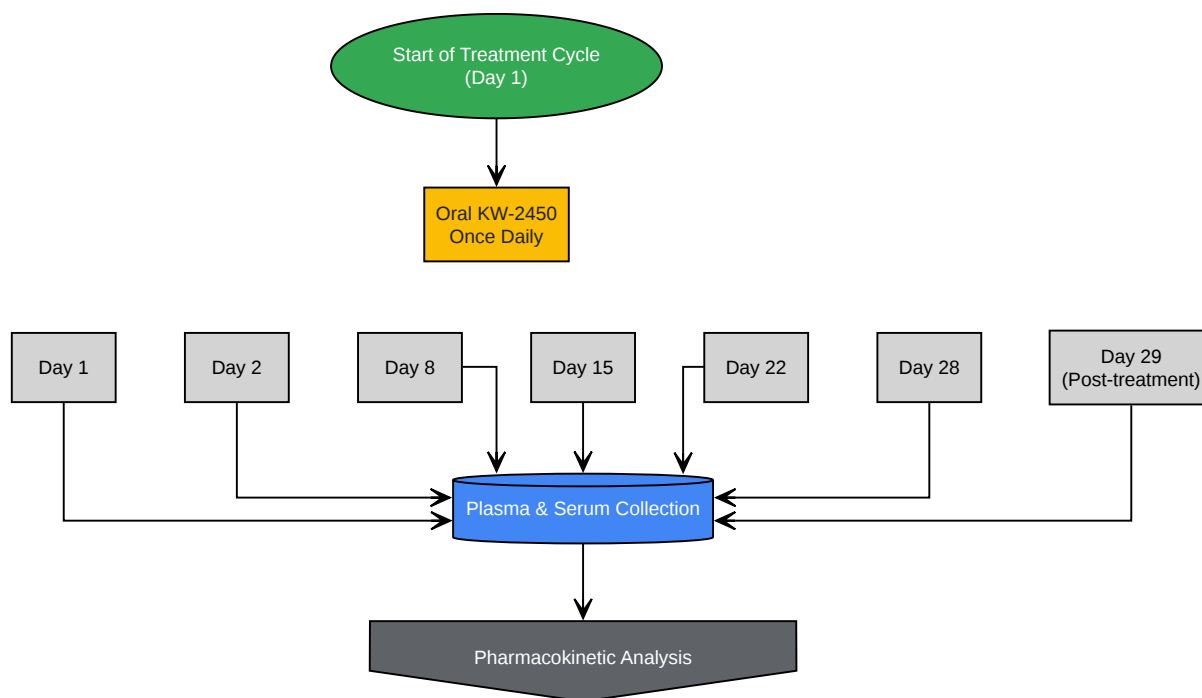 Start of Treatment Cycle
(Day 1)
Oral KW-2450
Once Daily
Day 1
Day 2
Day 8
Day 15
Day 22
Day 28
Day 29
(Post-treatment)
Plasma & Serum Collection
Pharmacokinetic Analysis